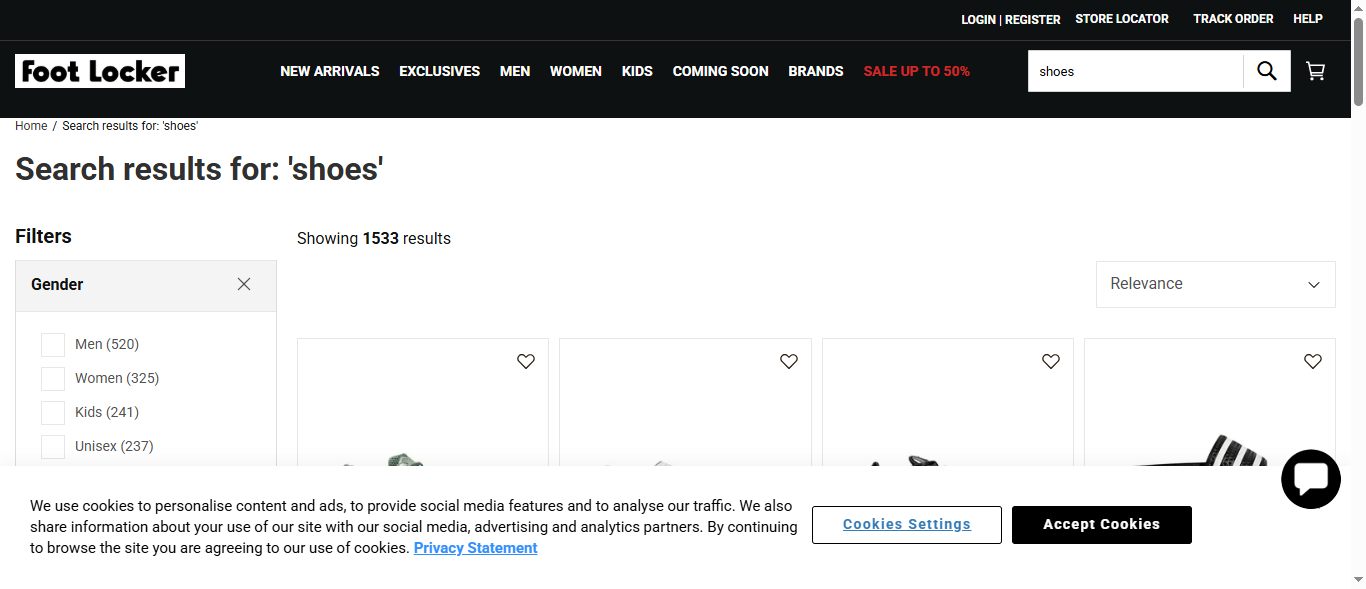 LOGIN | REGISTER STORE LOCATOR TRACK ORDER HELP
Foot Locker NEW ARRIVALS EXCLUSIVES MEN WOMEN KIDS COMING SOON BRANDS SALE UP TO 50% shoes
Home / Search results for: 'shoes'
Search results for: 'shoes'
Filters
Showing 1533 results
Gender
Relevance
Men (520)
Women (325)
Kids (241)
Unisex (237)
We use cookies to personalise content and ads, to provide social media features and to analyse our traffic. We also
share information about your use of our site with our social media, advertising and analytics partners. By continuing
to browse the site you are agreeing to our use of cookies. Privacy Statement
Cookies Settings
Accept Cookies